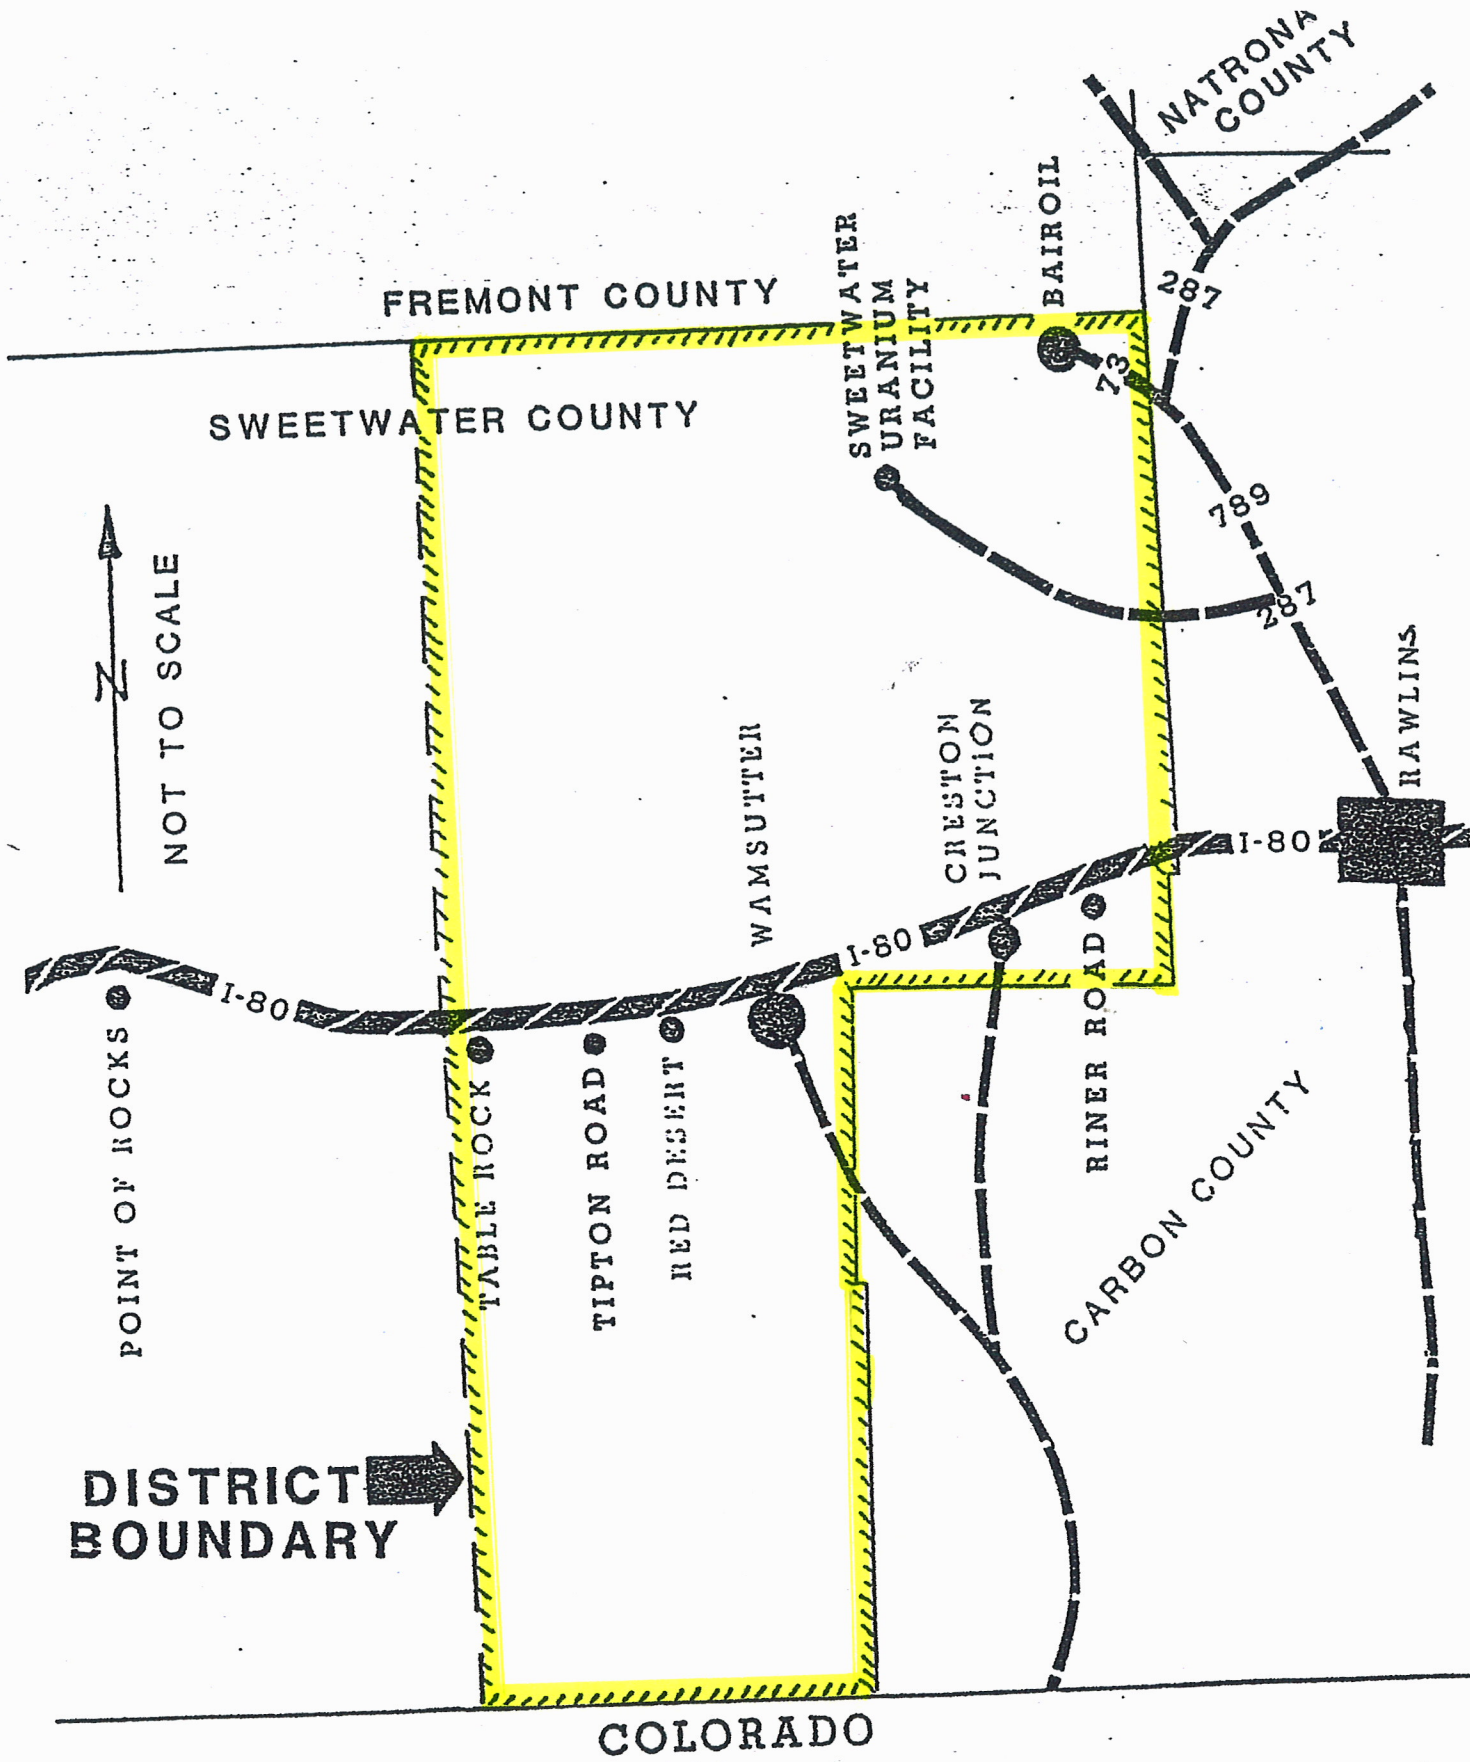 NATRONA
COUNTY
BAIROIL
SWEETWATER
URANIUM
FACILITY
FREMONT COUNTY
287
73
SWEETWATER COUNTY
789
287
N
NOT TO SCALE
RAWLINS
WAMSUTTER
CRESTON
JUNCTION
I-80
I-80
I-80
POINT OF ROCKS
TABLE ROCK
TIPTON ROAD
RED DESERT
RINER ROAD
CARBON COUNTY
DISTRICT
BOUNDARY
COLORADO